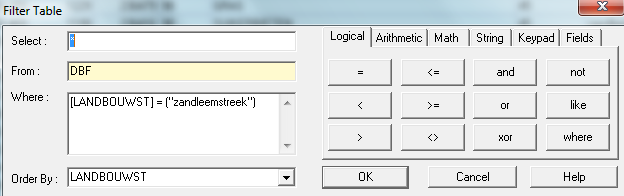 Filter Table
Select : *
Logical Arithmetic Math String Keypad Fields
From : DBF
= <= and not
Where : [LANDBOUWST] = ("zandleemstreek")
< >= or like
> <> xor where
Order By : LANDBOUWST
OK Cancel Help